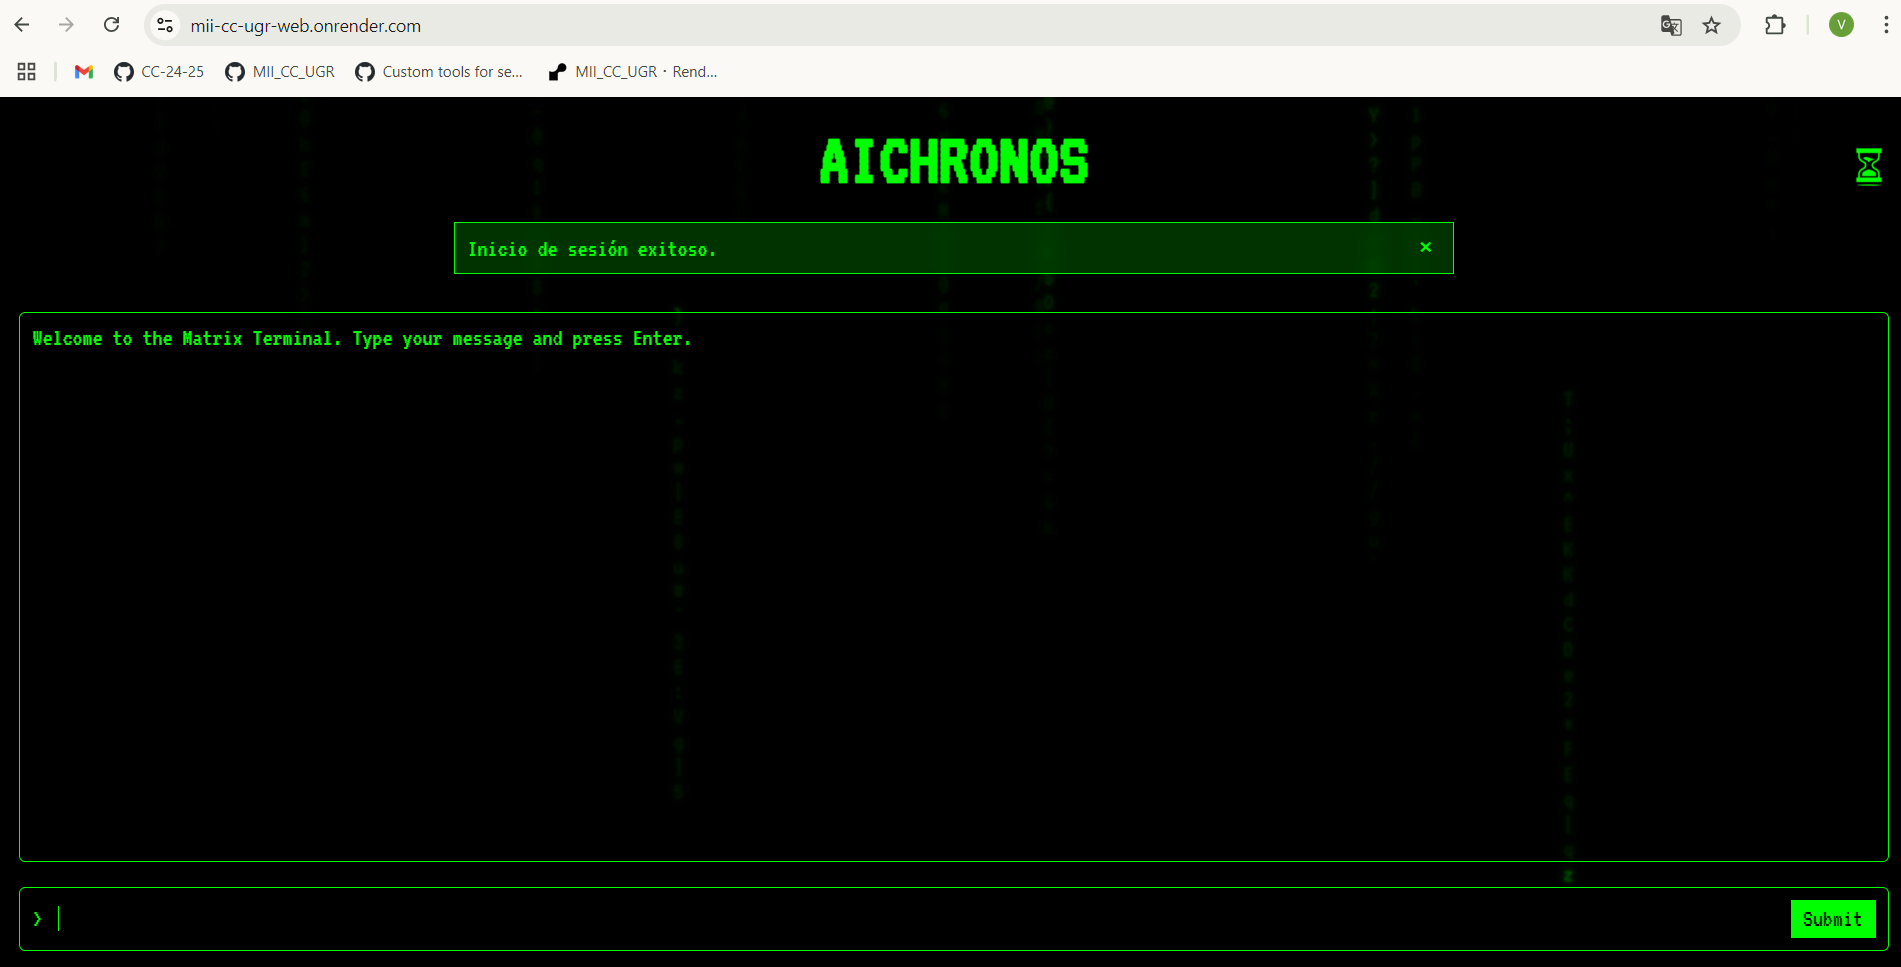 mii-cc-ugr-web.onrender.com
V
CC-24-25
MII_CC_UGR
Custom tools for se...
MII_CC_UGR · Rend...
AICHRONOS
Inicio de sesión exitoso. ×
Welcome to the Matrix Terminal. Type your message and press Enter.
❯
Submit